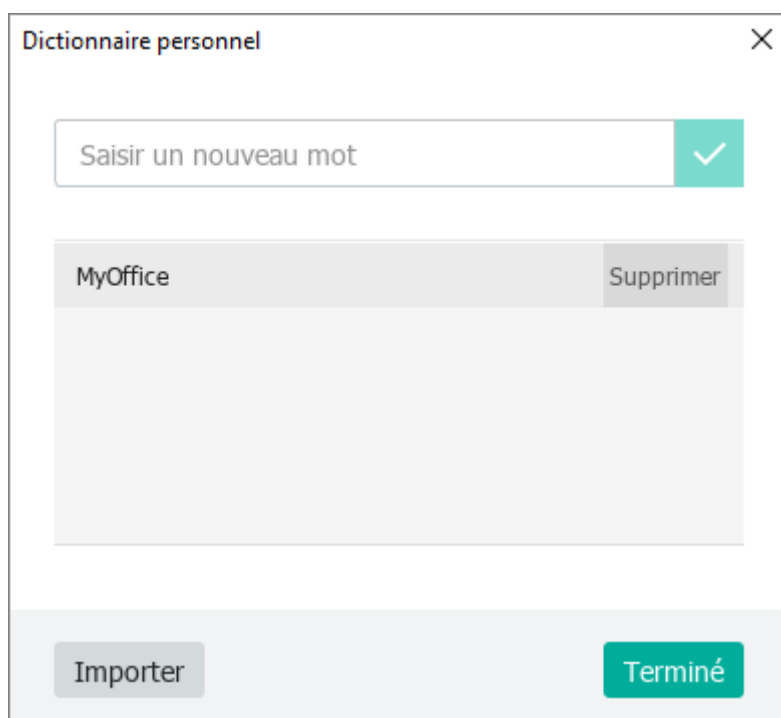 Dictionnaire personnel
Saisir un nouveau mot
MyOffice Supprimer
Importer Terminé